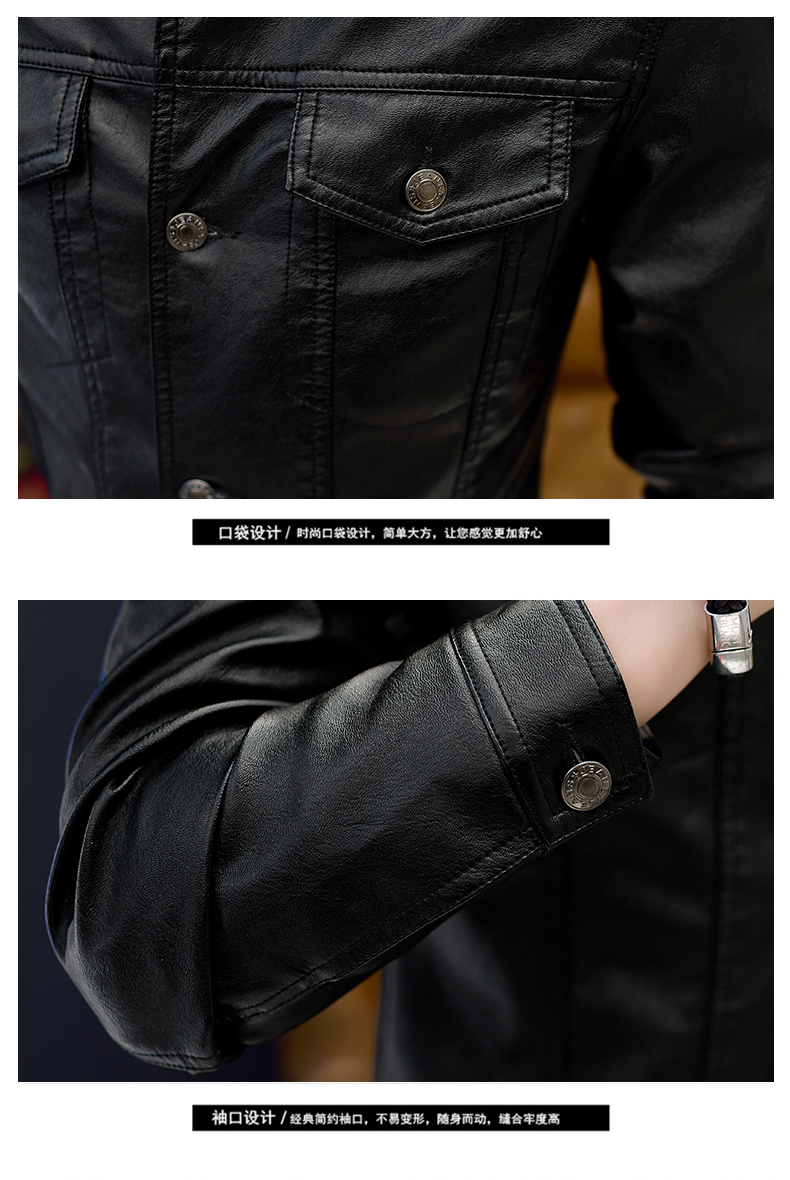 口袋设计 / 时尚口袋设计，简单大方，让您感觉更加舒心
袖口设计 / 经典简约袖口，不易变形，随身而动，缝合牢度高